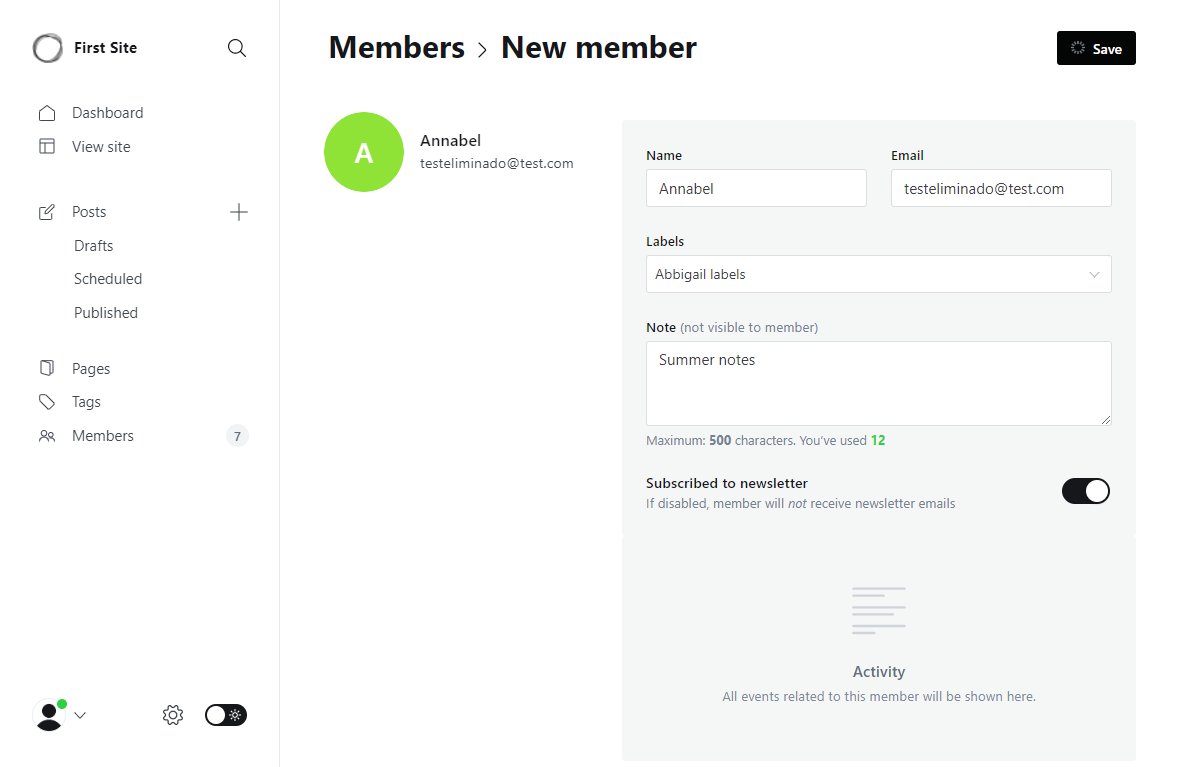 First Site
Dashboard
View site
Posts
Drafts
Scheduled
Published
Pages
Tags
Members 7
Members > New member
Save
A
Annabel
testeliminado@test.com
Name
Annabel
Email
testeliminado@test.com
Labels
Abbigail labels
Note (not visible to member)
Summer notes
Maximum: 500 characters. You’ve used 12
Subscribed to newsletter
If disabled, member will not receive newsletter emails
Activity
All events related to this member will be shown here.